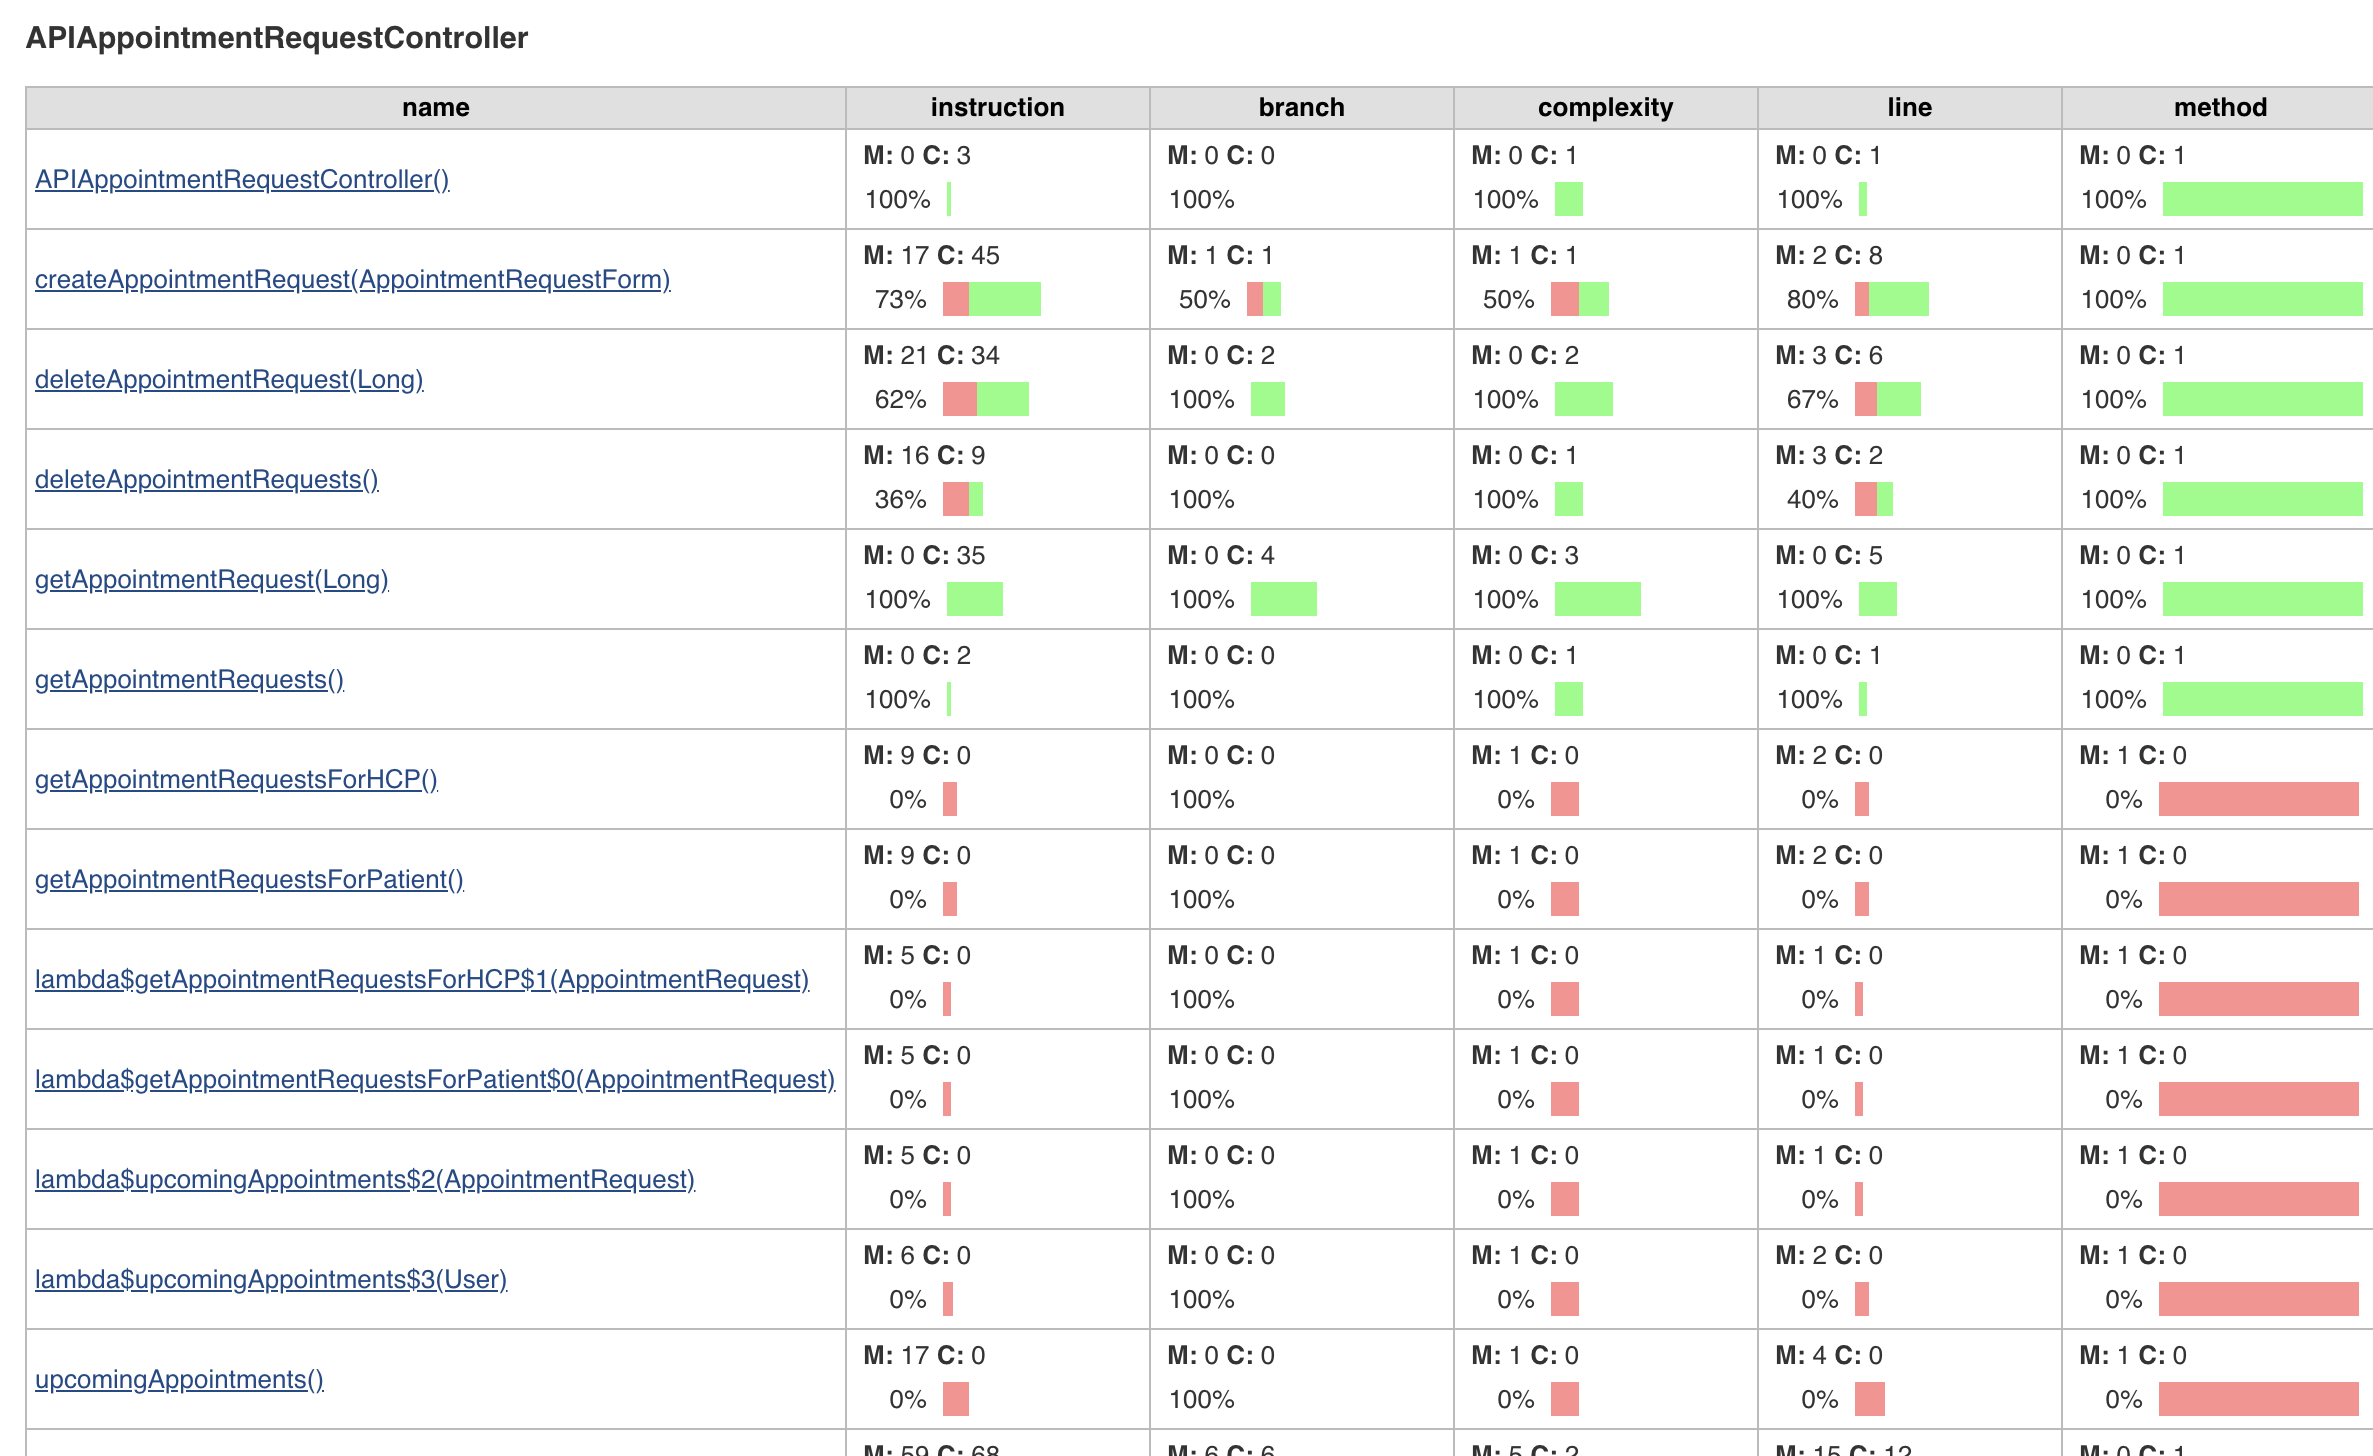 APIAppointmentRequestController
name instruction branch complexity line method
APIAppointmentRequestController() M: 0 C: 3 100% M: 0 C: 0 100% M: 0 C: 1 100% M: 0 C: 1 100% M: 0 C: 1 100%
createAppointmentRequest(AppointmentRequestForm) M: 17 C: 45 73% M: 1 C: 1 50% M: 1 C: 1 50% M: 2 C: 8 80% M: 0 C: 1 100%
deleteAppointmentRequest(Long) M: 21 C: 34 62% M: 0 C: 2 100% M: 0 C: 2 100% M: 3 C: 6 67% M: 0 C: 1 100%
deleteAppointmentRequests() M: 16 C: 9 36% M: 0 C: 0 100% M: 0 C: 1 100% M: 3 C: 2 40% M: 0 C: 1 100%
getAppointmentRequest(Long) M: 0 C: 35 100% M: 0 C: 4 100% M: 0 C: 3 100% M: 0 C: 5 100% M: 0 C: 1 100%
getAppointmentRequests() M: 0 C: 2 100% M: 0 C: 0 100% M: 0 C: 1 100% M: 0 C: 1 100% M: 0 C: 1 100%
getAppointmentRequestsForHCP() M: 9 C: 0 0% M: 0 C: 0 100% M: 1 C: 0 0% M: 2 C: 0 0% M: 1 C: 0 0%
getAppointmentRequestsForPatient() M: 9 C: 0 0% M: 0 C: 0 100% M: 1 C: 0 0% M: 2 C: 0 0% M: 1 C: 0 0%
lambda$getAppointmentRequestsForHCP$1(AppointmentRequest) M: 5 C: 0 0% M: 0 C: 0 100% M: 1 C: 0 0% M: 1 C: 0 0% M: 1 C: 0 0%
lambda$getAppointmentRequestsForPatient$0(AppointmentRequest) M: 5 C: 0 0% M: 0 C: 0 100% M: 1 C: 0 0% M: 1 C: 0 0% M: 1 C: 0 0%
lambda$upcomingAppointments$2(AppointmentRequest) M: 5 C: 0 0% M: 0 C: 0 100% M: 1 C: 0 0% M: 1 C: 0 0% M: 1 C: 0 0%
lambda$upcomingAppointments$3(User) M: 6 C: 0 0% M: 0 C: 0 100% M: 1 C: 0 0% M: 2 C: 0 0% M: 1 C: 0 0%
upcomingAppointments() M: 17 C: 0 0% M: 0 C: 0 100% M: 1 C: 0 0% M: 4 C: 0 0% M: 1 C: 0 0%
M: 59 C: 68 M: 6 C: 6 M: 5 C: 2 M: 15 C: 12 M: 0 C: 1